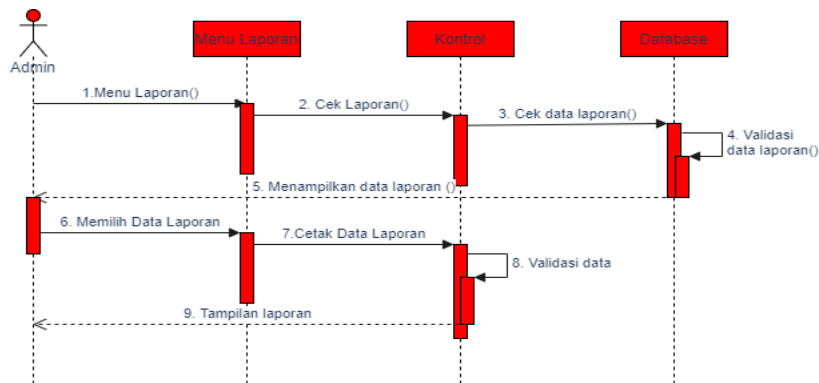 Menu Laporan
Kontrol
Database
Admin
1.Menu Laporan()
2. Cek Laporan()
3. Cek data laporan()
4. Validasi
data laporan()
5. Menampilkan data laporan ()
6. Memilih Data Laporan
7.Cetak Data Laporan
8. Validasi data
9. Tampilan laporan